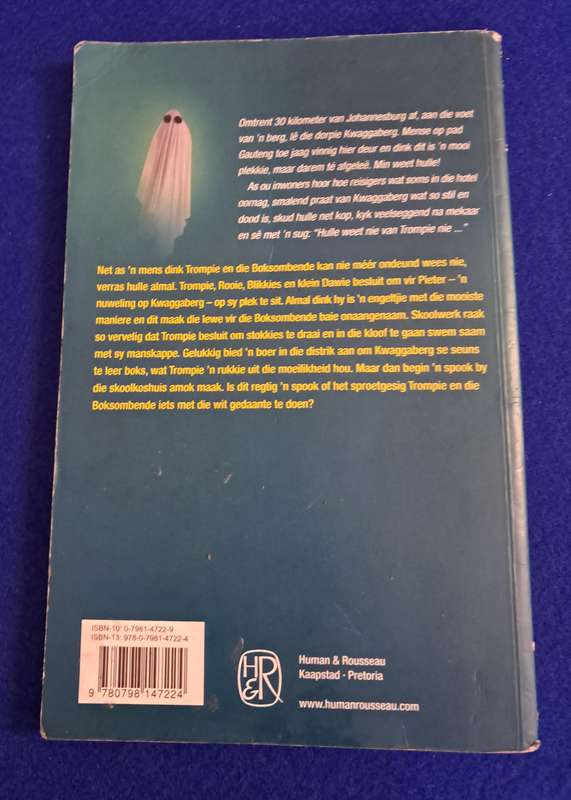 Omtrent 30 kilometer van Johannesburg af, aan die voet
van 'n berg, lê die dorpie Kwaggaberg. Mense op pad
Gauteng toe jaag vinnig hier deur en dink dit is 'n mooi
plekkie, maar darem té afgeleë. Min weet hulle!
As ou inwoners hoor hoe reisigers wat soms in die hotel
oornag, smalend praat van Kwaggaberg wat so stil en
dood is, skud hulle net kop, kyk veelseggend na mekaar
en sê met 'n sug: "Hulle weet nie van Trompie nie ..."
Net as 'n mens dink Trompie en die Boksombende kan nie méér ondeund wees nie,
verras hulle almal. Trompie, Rooie, Blikkies en klein Dawie besluit om vir Pieter – 'n
nuweling op Kwaggaberg – op sy plek te sit. Almal dink hy is 'n engeltjie met die mooiste
maniere en dit maak die lewe vir die Boksombende baie onaangenaam. Skoolwerk raak
so vervelig dat Trompie besluit om stokkies te draai en in die kloof te gaan swem saam
met sy manskappe. Gelukkig bied 'n boer in die distrik aan om Kwaggaberg se seuns
te leer boks, wat Trompie 'n rukkie uit die moeilikheid hou. Maar dan begin 'n spook by
die skoolkoshuis amok maak. Is dit regtig 'n spook of het sproetgesig Trompie en die
Boksombende iets met die wit gedaante te doen?
ISBN-10: 0-7981-4722-9
ISBN-13: 978-0-7981-4722-4
9 780798 147224
H&R
Human & Rousseau
Kaapstad - Pretoria
www.humanrousseau.com